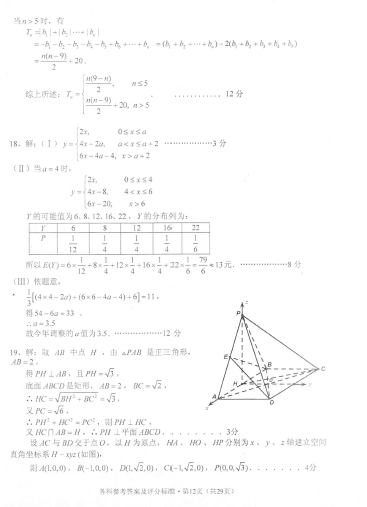 当n>5时,有
T_n=|b_1|+|b_2|···+|b_n|
=-b_1-b_2-b_3-b_4-b_5+b_6+···+b_n =(b_1+b_2+···+b_n)-2(b_1+b_2+b_3+b_4+b_5)
=n(n-9)/2+20.
综上所述:T_n={n(9-n)/2, n≤5
n(n-9)/2+20, n>5 ············12分
18.解:(Ⅰ) y={2x, 0≤x≤a
4x-2a, a<x≤a+2 ··················3分
6x-4a-4, x>a+2
(Ⅱ)当a=4时,
y={2x, 0≤x≤4
4x-8, 4<x≤6
6x-20, x>6
Y的可能值为6、8、12、16、22,Y的分布列为:
Y 6 8 12 16 22
P 1/12 1/4 1/4 1/4 1/6
所以E(Y)=6×1/12+8×1/4+12×1/4+16×1/4+22×1/6=79/6≈13元. ··················8分
(Ⅲ)依题意,
1/3[(4×4-2a)+(6×6-4a-4)+6]=11,
得54-6a=33,
∴a=3.5
故今年调整的a值为3.5. ··················12分
19.解:取 AB 中点 H,由△PAB 是正三角形,
AB=2,
得PH⊥AB,且PH=√3,
底面ABCD是矩形,AB=2,BC=√2,
∴HC=√(BH²+BC²)=√3,
又PC=√6,
∴PH²+HC²=PC²,则PH⊥HC,
又HC∩AB=H,∴PH⊥平面ABCD. ········3分
设AC与BD交于点O,以H为原点,HA、HO、HP分别为x、y、z轴建立空间
直角坐标系H-xyz(如图),
则A(1,0,0),B(-1,0,0),D(1,√2,0),C(-1,√2,0),P(0,0,√3). ·······4分
z
P
E
B
C
H
y
A
D
x
各科参考答案及评分标准·第12页(共29页)